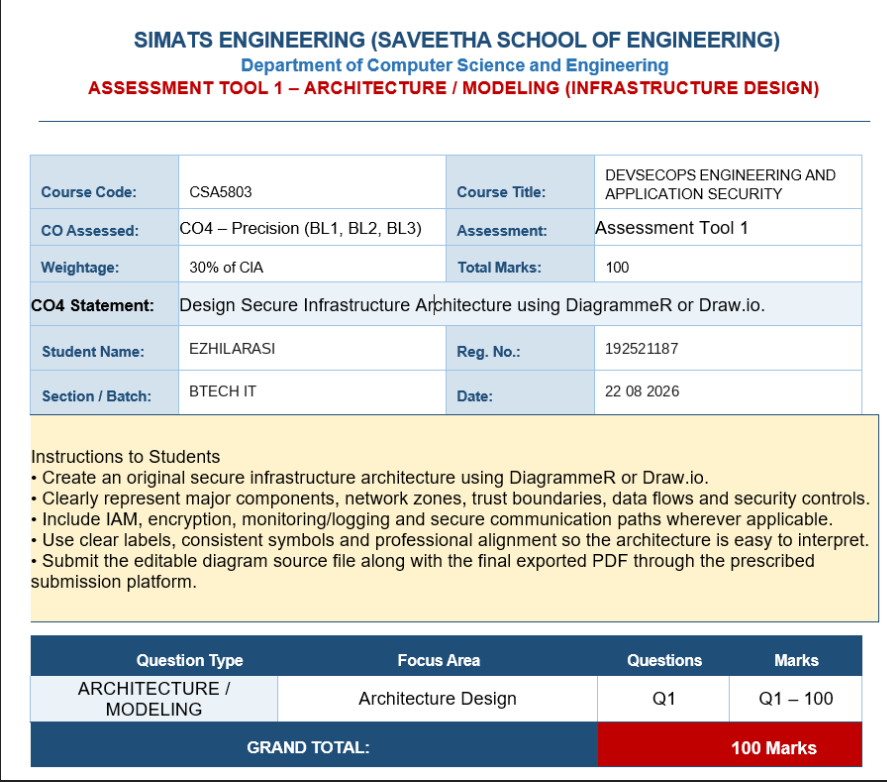 SIMATS ENGINEERING (SAVEETHA SCHOOL OF ENGINEERING)
Department of Computer Science and Engineering
ASSESSMENT TOOL 1 – ARCHITECTURE / MODELING (INFRASTRUCTURE DESIGN)
Course Code: CSA5803 Course Title: DEVSECOPS ENGINEERING AND
APPLICATION SECURITY
CO Assessed: CO4 – Precision (BL1, BL2, BL3) Assessment: Assessment Tool 1
Weightage: 30% of CIA Total Marks: 100
CO4 Statement: Design Secure Infrastructure Architecture using DiagrammeR or Draw.io.
Student Name: EZHILARASI Reg. No.: 192521187
Section / Batch: BTECH IT Date: 22 08 2026
Instructions to Students
• Create an original secure infrastructure architecture using DiagrammeR or Draw.io.
• Clearly represent major components, network zones, trust boundaries, data flows and security controls.
• Include IAM, encryption, monitoring/logging and secure communication paths wherever applicable.
• Use clear labels, consistent symbols and professional alignment so the architecture is easy to interpret.
• Submit the editable diagram source file along with the final exported PDF through the prescribed
submission platform.
Question Type Focus Area Questions Marks
ARCHITECTURE /
MODELING Architecture Design Q1 Q1 – 100
GRAND TOTAL: 100 Marks